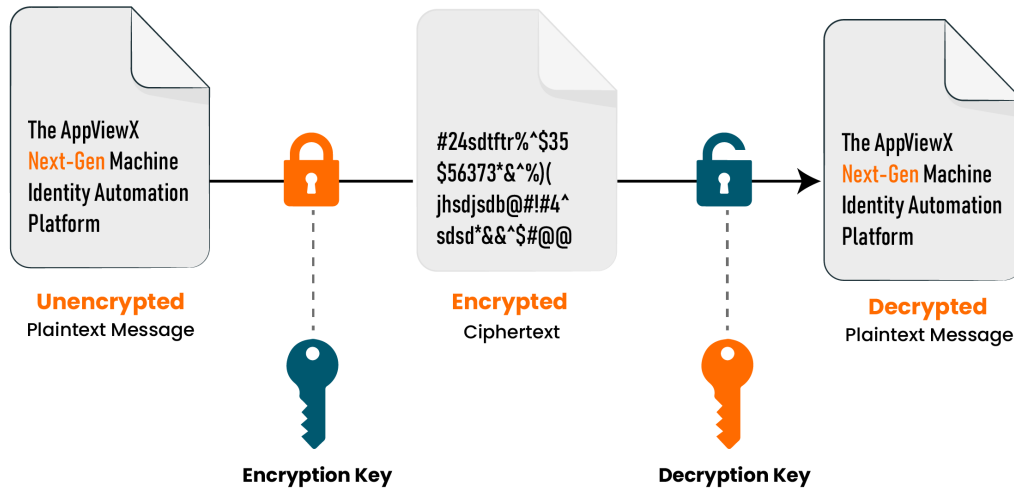 The AppViewX
Next-Gen Machine
Identity Automation
Platform
Unencrypted
Plaintext Message
Encryption Key
#24sdtftr%^$35
$56373*&^%)(
jhsdjsdb@#!#4^
sdsd*&&^$#@@
Encrypted
Ciphertext
Decryption Key
The AppViewX
Next-Gen Machine
Identity Automation
Platform
Decrypted
Plaintext Message